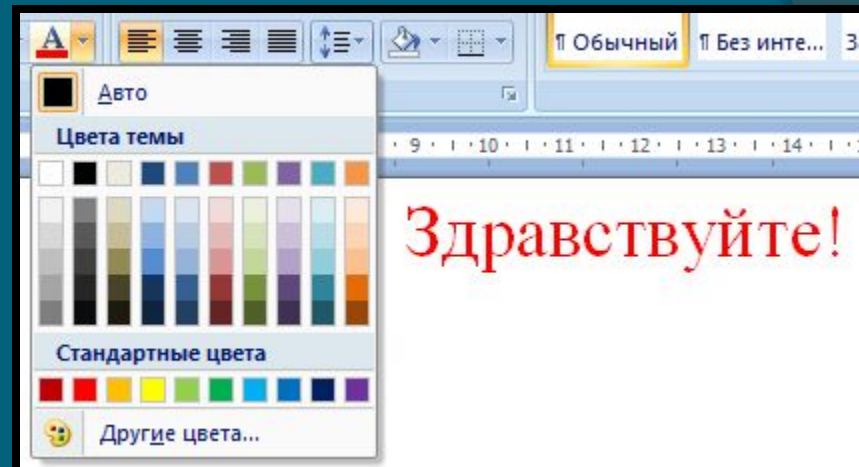 А
¶ Обычный ¶ Без инте... З
Авто
Цвета темы
· 9 · 10 · 11 · 12 · 13 · 14 ·
Здравствуйте!
Стандартные цвета
Другие цвета...